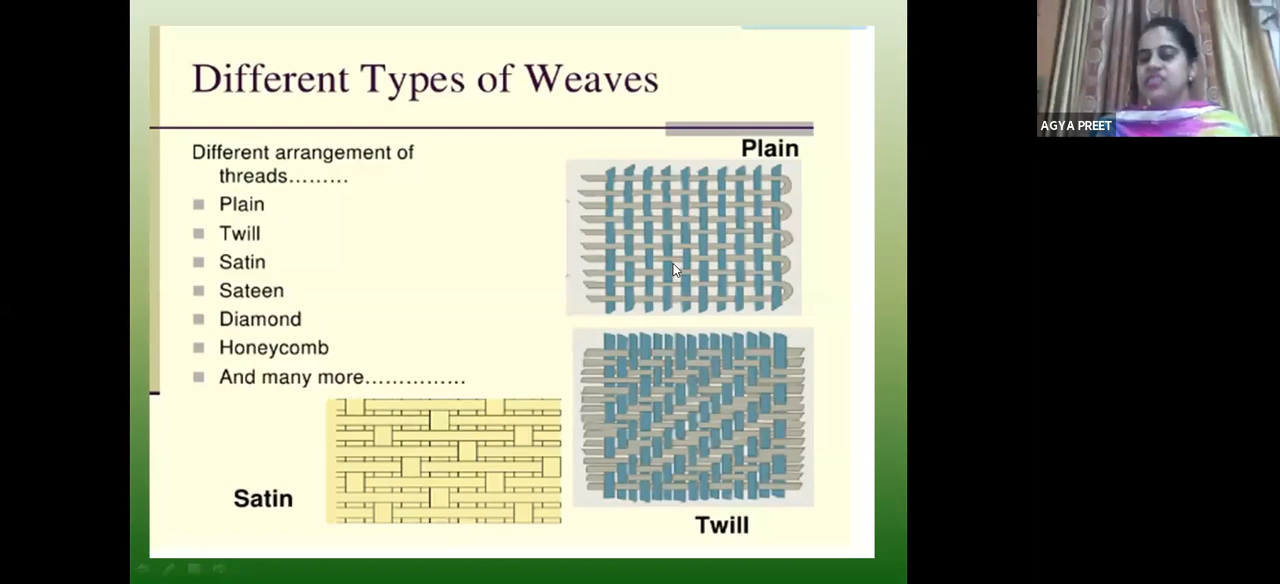 Different Types of Weaves
Different arrangement of
threads.........
Plain
Twill
Satin
Sateen
Diamond
Honeycomb
And many more...............
Plain
Satin
Twill
AGYA PREET